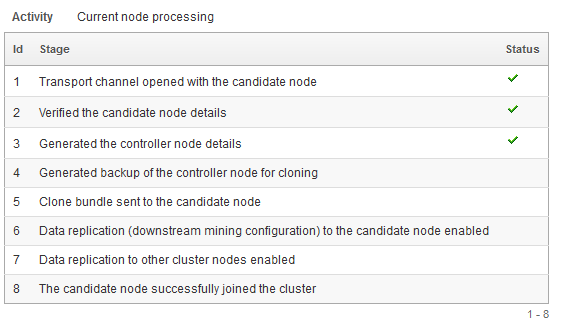 Activity Current node processing
Id Stage Status
1 Transport channel opened with the candidate node
2 Verified the candidate node details
3 Generated the controller node details
4 Generated backup of the controller node for cloning
5 Clone bundle sent to the candidate node
6 Data replication (downstream mining configuration) to the candidate node enabled
7 Data replication to other cluster nodes enabled
8 The candidate node successfully joined the cluster
1 - 8